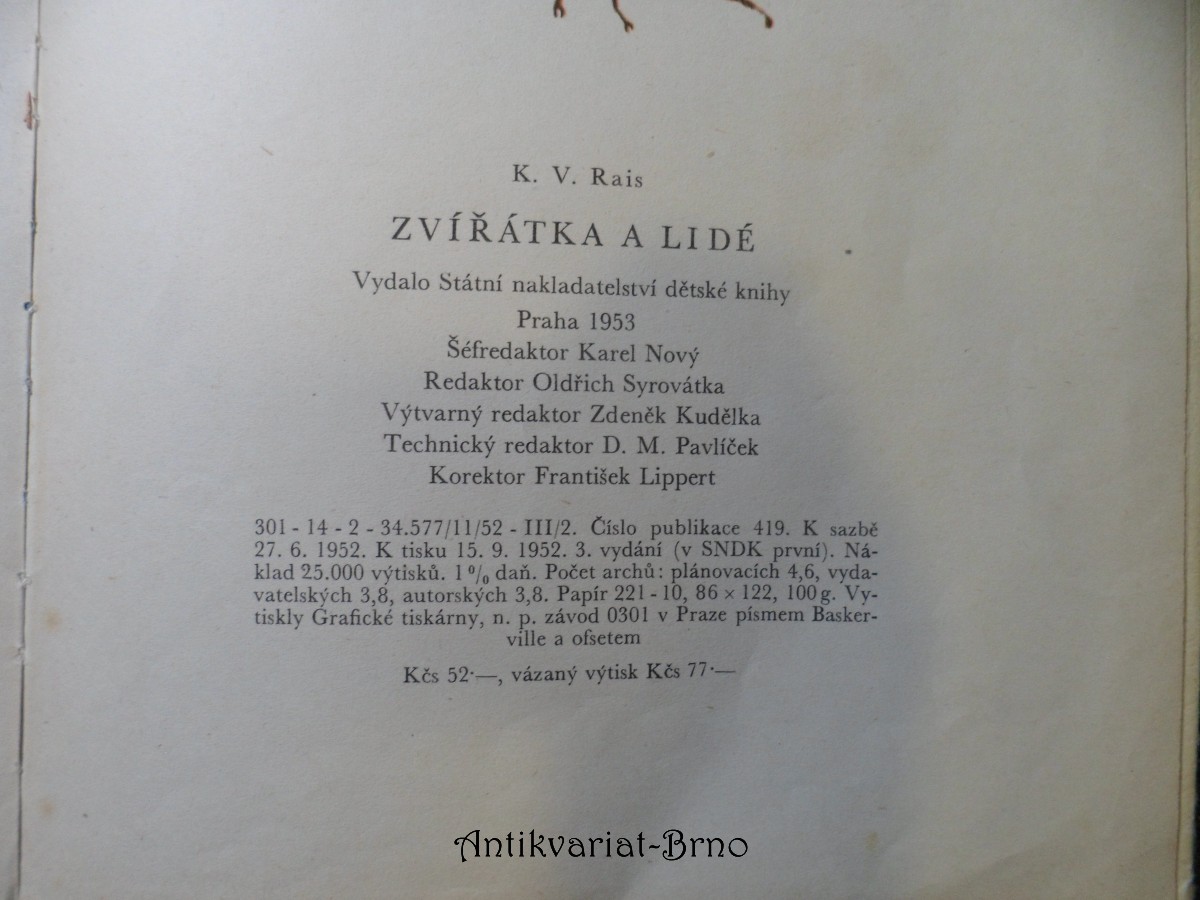 K. V. Rais
ZVÍŘÁTKA A LIDÉ
Vydalo Státní nakladatelství dětské knihy
Praha 1953
Šéfredaktor Karel Nový
Redaktor Oldřich Syrovátka
Výtvarný redaktor Zdeněk Kudělka
Technický redaktor D. M. Pavlíček
Korektor František Lippert
301 - 14 - 2 - 34.577/11/52 - III/2. Číslo publikace 419. K sazbě
27. 6. 1952. K tisku 15. 9. 1952. 3. vydání (v SNDK první). Ná-
klad 25.000 výtisků. 1 % daň. Počet archů: plánovacích 4,6, vyda-
vatelských 3,8, autorských 3,8. Papír 221 - 10, 86 × 122, 100 g. Vy-
tiskly Grafické tiskárny, n. p. závod 0301 v Praze písmem Basker-
ville a ofsetem
Kčs 52·—, vázaný výtisk Kčs 77·—
Antikvariat-Brno